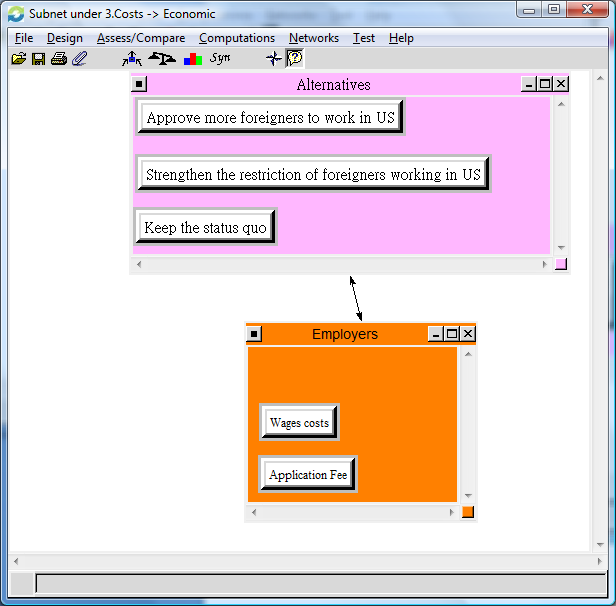 Subnet under 3.Costs -> Economic
File Design Assess/Compare Computations Networks Test Help
Syn
Alternatives
Approve more foreigners to work in US
Strengthen the restriction of foreigners working in US
Keep the status quo
Employers
Wages costs
Application Fee